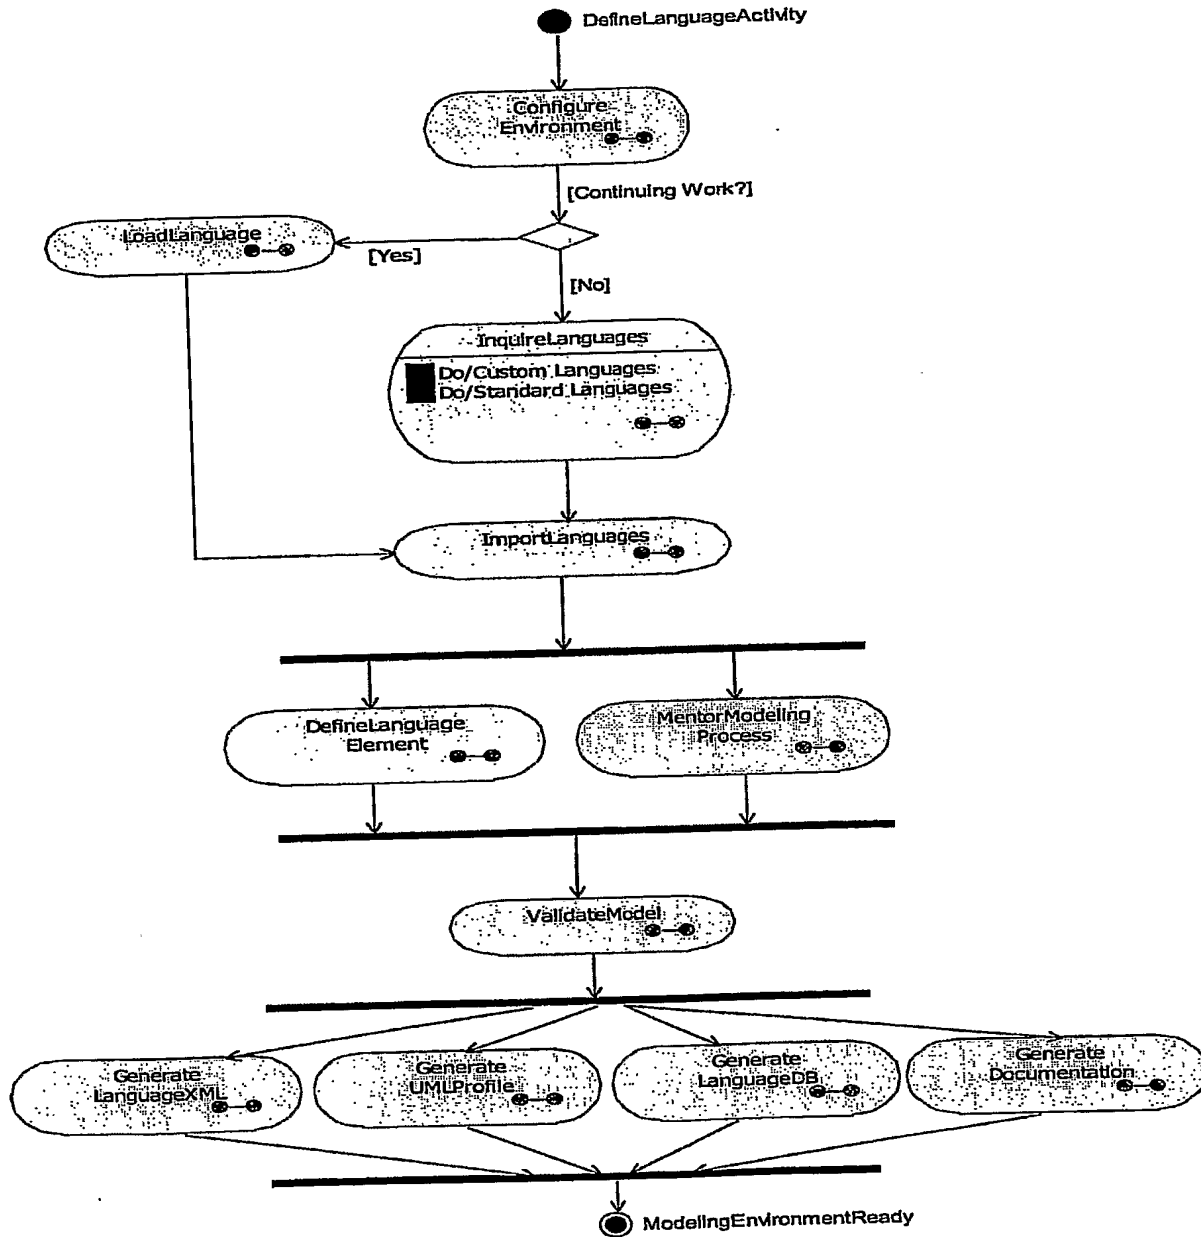 DefineLanguageActivity
Configure
Environment
[Continuing Work?]
LoadLanguage
[Yes]
[No]
InquireLanguages
Do/Custom Languages
Do/Standard Languages
ImportLanguages
DefineLanguage
Element
MentorModeling
Process
ValidateModel
Generate
LanguageXML
Generate
UMLProfile
Generate
LanguageDB
Generate
Documentation
ModelingEnvironmentReady